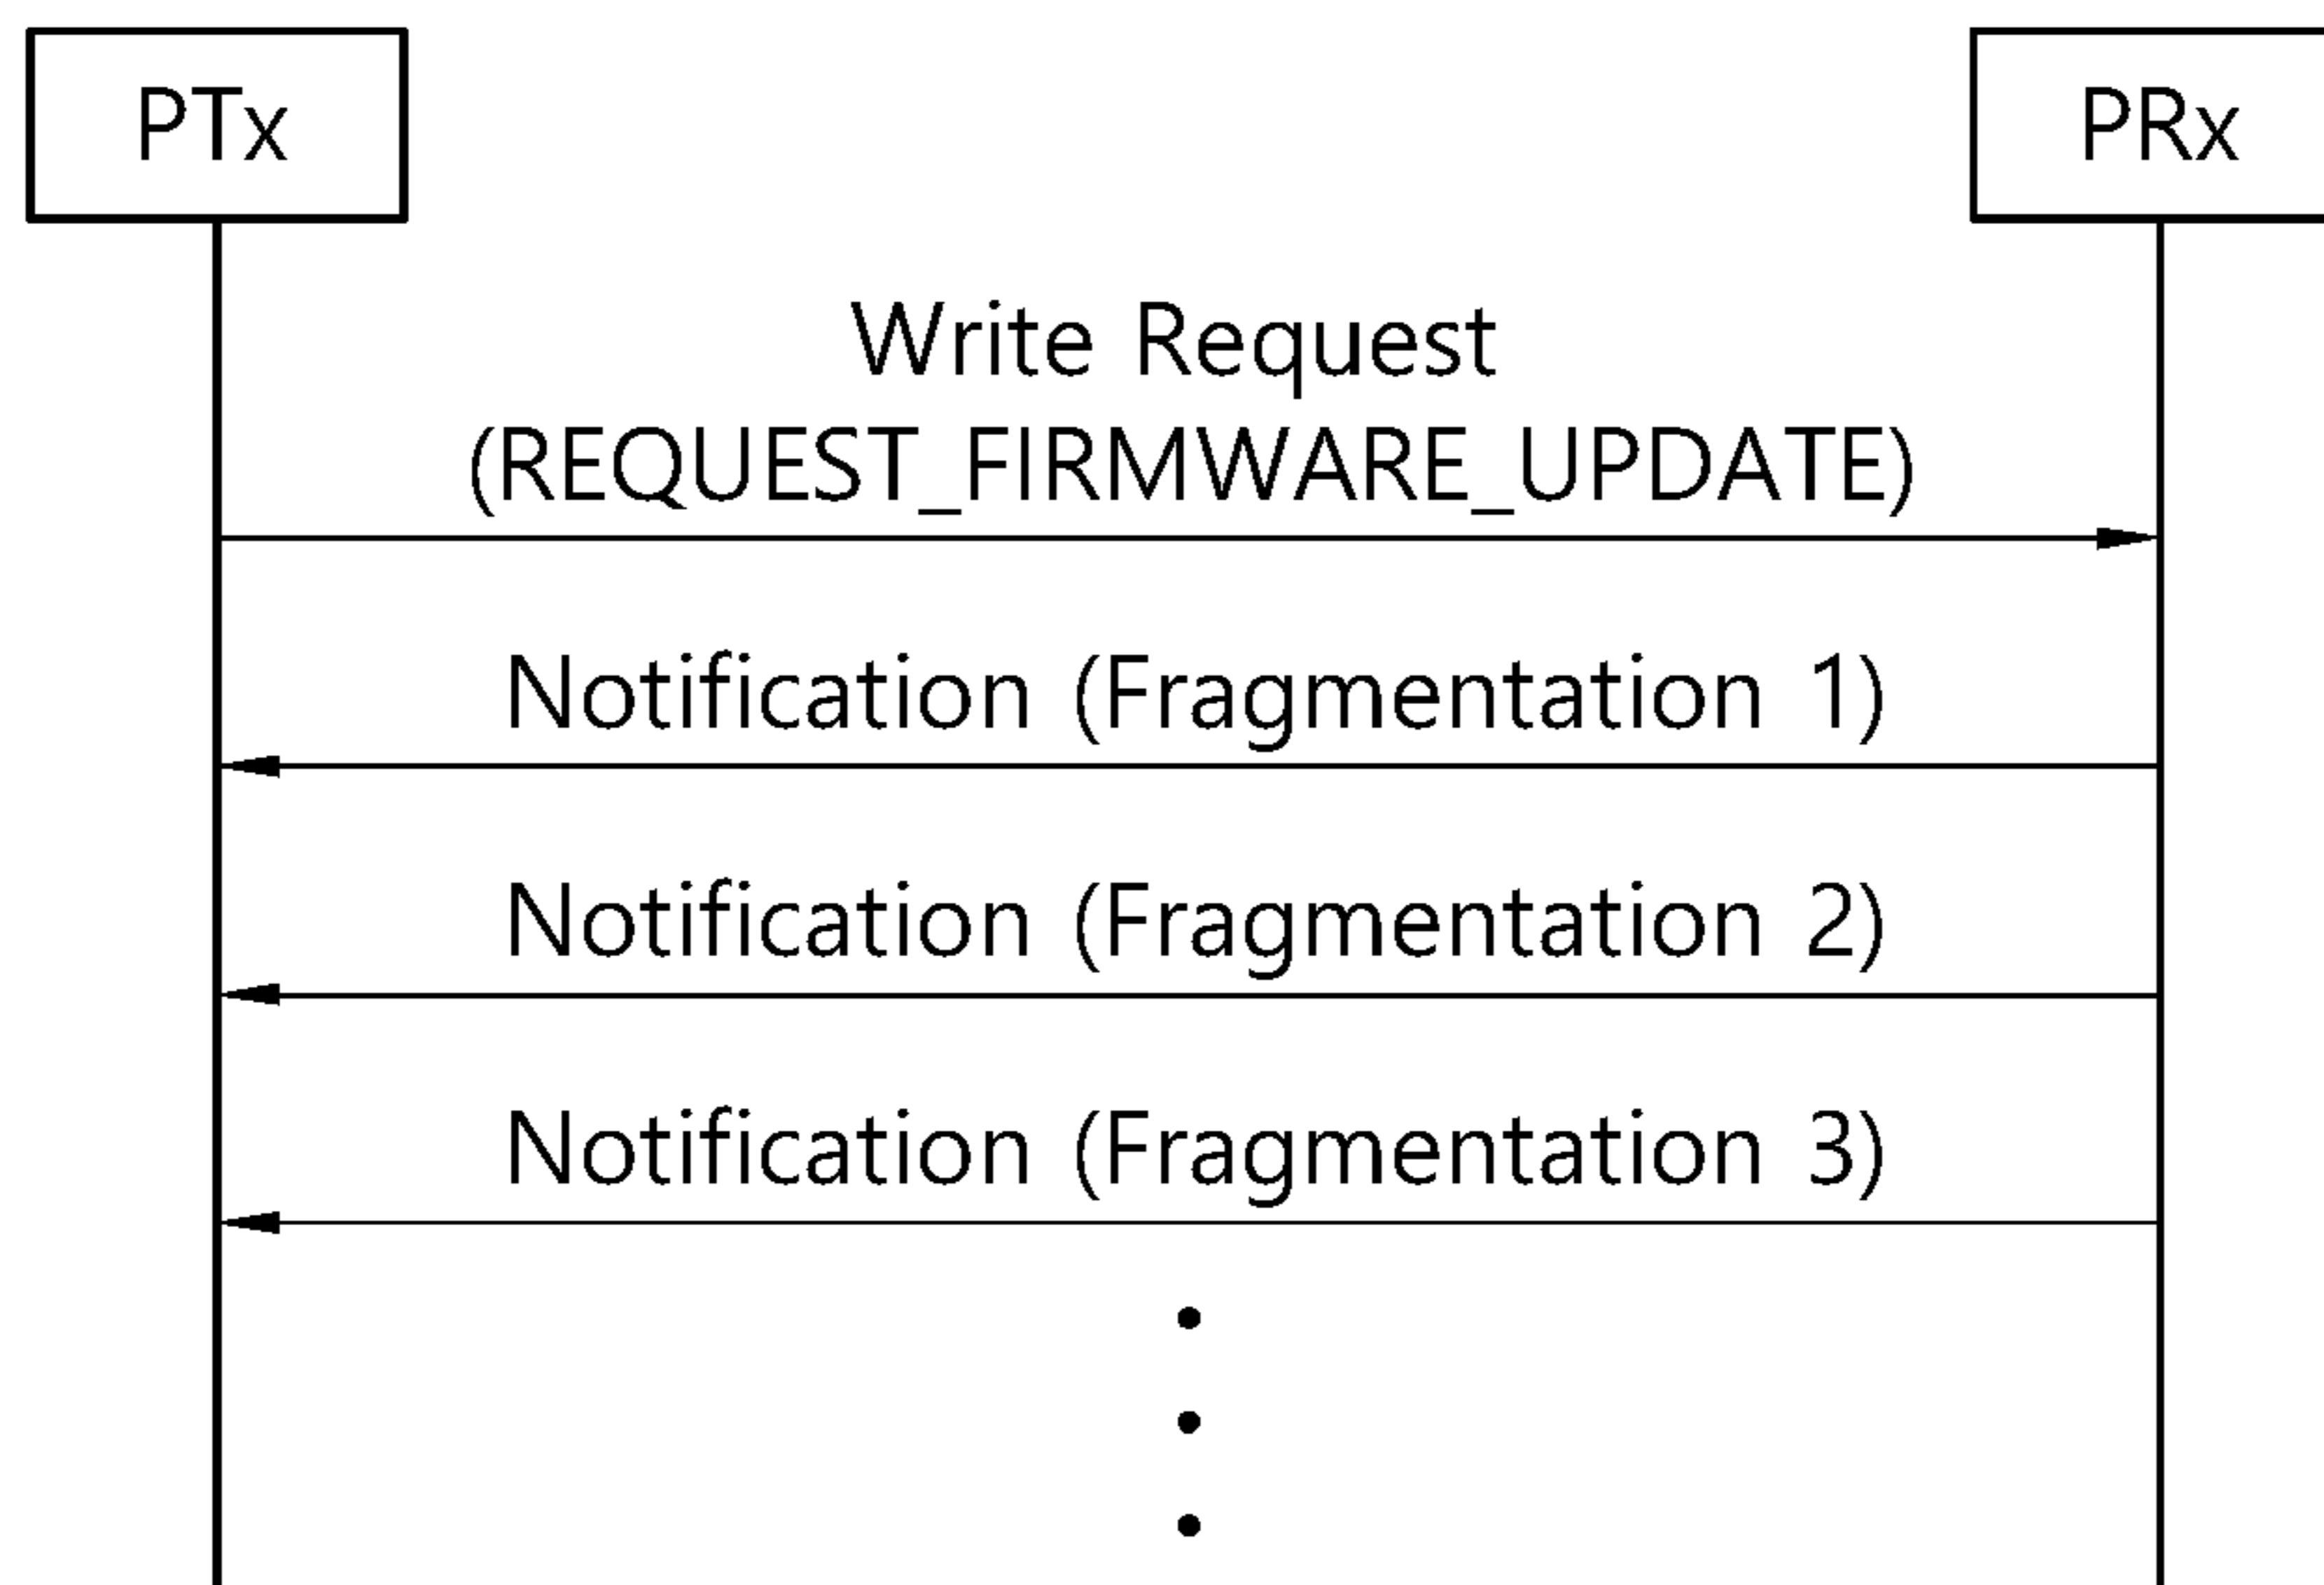 PTx
PRx
Write Request
(REQUEST_FIRMWARE_UPDATE)
Notification (Fragmentation 1)
Notification (Fragmentation 2)
Notification (Fragmentation 3)